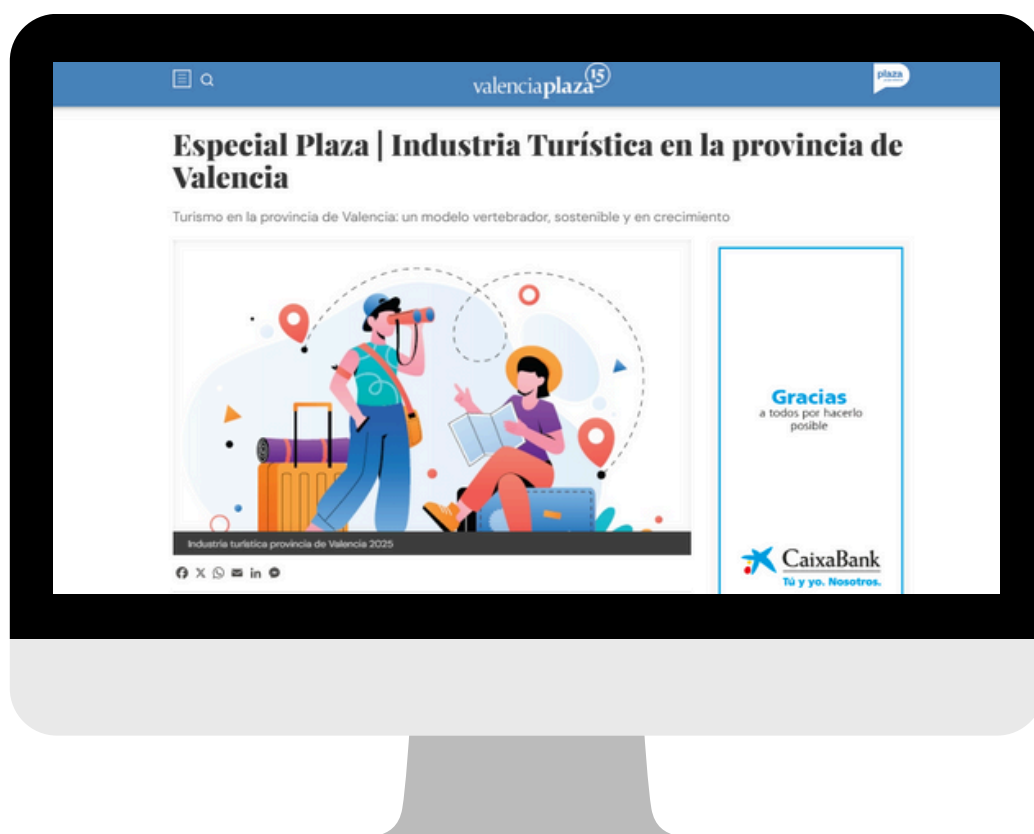 valenciaplaza 15
plaza
Especial Plaza | Industria Turística en la provincia de
Valencia
Turismo en la provincia de Valencia: un modelo vertebrador, sostenible y en crecimiento
Industria turística provincia de Valencia 2025
Gracias
a todos por hacerlo
posible
CaixaBank
Tú y yo. Nosotros.